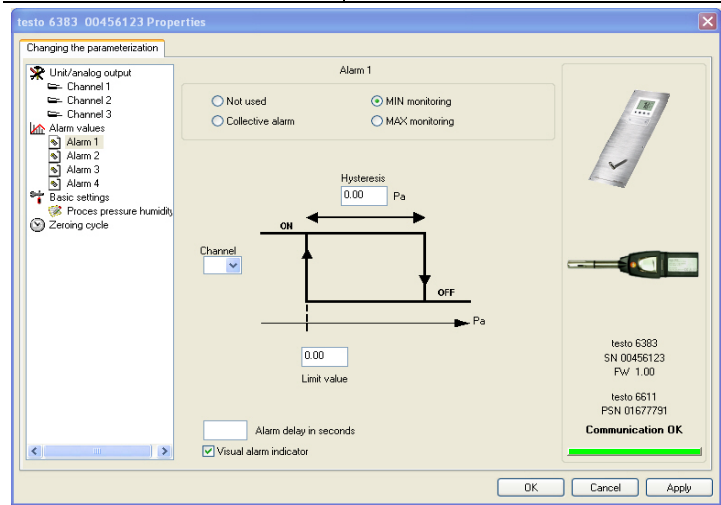 testo 6383 00456123 Properties
Changing the parameterization
Unit/analog output
Channel 1
Channel 2
Channel 3
Alarm values
Alarm 1
Alarm 2
Alarm 3
Alarm 4
Basic settings
Proces pressure humidity
Zeroing cycle
Alarm 1
Not used
MIN monitoring
Collective alarm
MAX monitoring
Hysteresis
0.00 Pa
ON
Channel
OFF
Pa
0.00
Limit value
Alarm delay in seconds
Visual alarm indicator
testo 6383
SN 00456123
FW 1.00
testo 6611
PSN 01677791
Communication OK
OK Cancel Apply